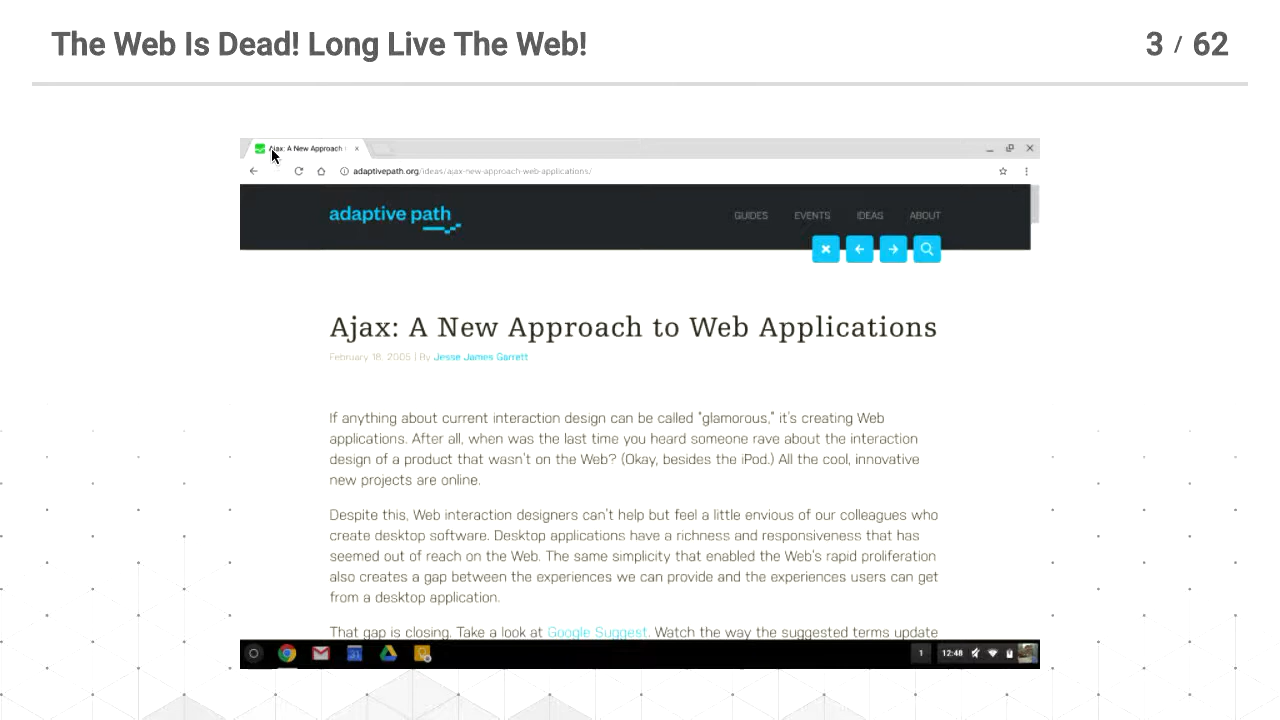 The Web Is Dead! Long Live The Web!
3 / 62
Ajax: A New Approach
adaptivepath.org/ideas/ajax-new-approach-web-applications/
adaptive path
GUIDES EVENTS IDEAS ABOUT
Ajax: A New Approach to Web Applications
February 18, 2005 | By Jesse James Garrett
If anything about current interaction design can be called "glamorous," it's creating Web
applications. After all, when was the last time you heard someone rave about the interaction
design of a product that wasn't on the Web? (Okay, besides the iPod.) All the cool, innovative
new projects are online.
Despite this, Web interaction designers can't help but feel a little envious of our colleagues who
create desktop software. Desktop applications have a richness and responsiveness that has
seemed out of reach on the Web. The same simplicity that enabled the Web's rapid proliferation
also creates a gap between the experiences we can provide and the experiences users can get
from a desktop application.
That gap is closing. Take a look at Google Suggest. Watch the way the suggested terms update
1 12:48